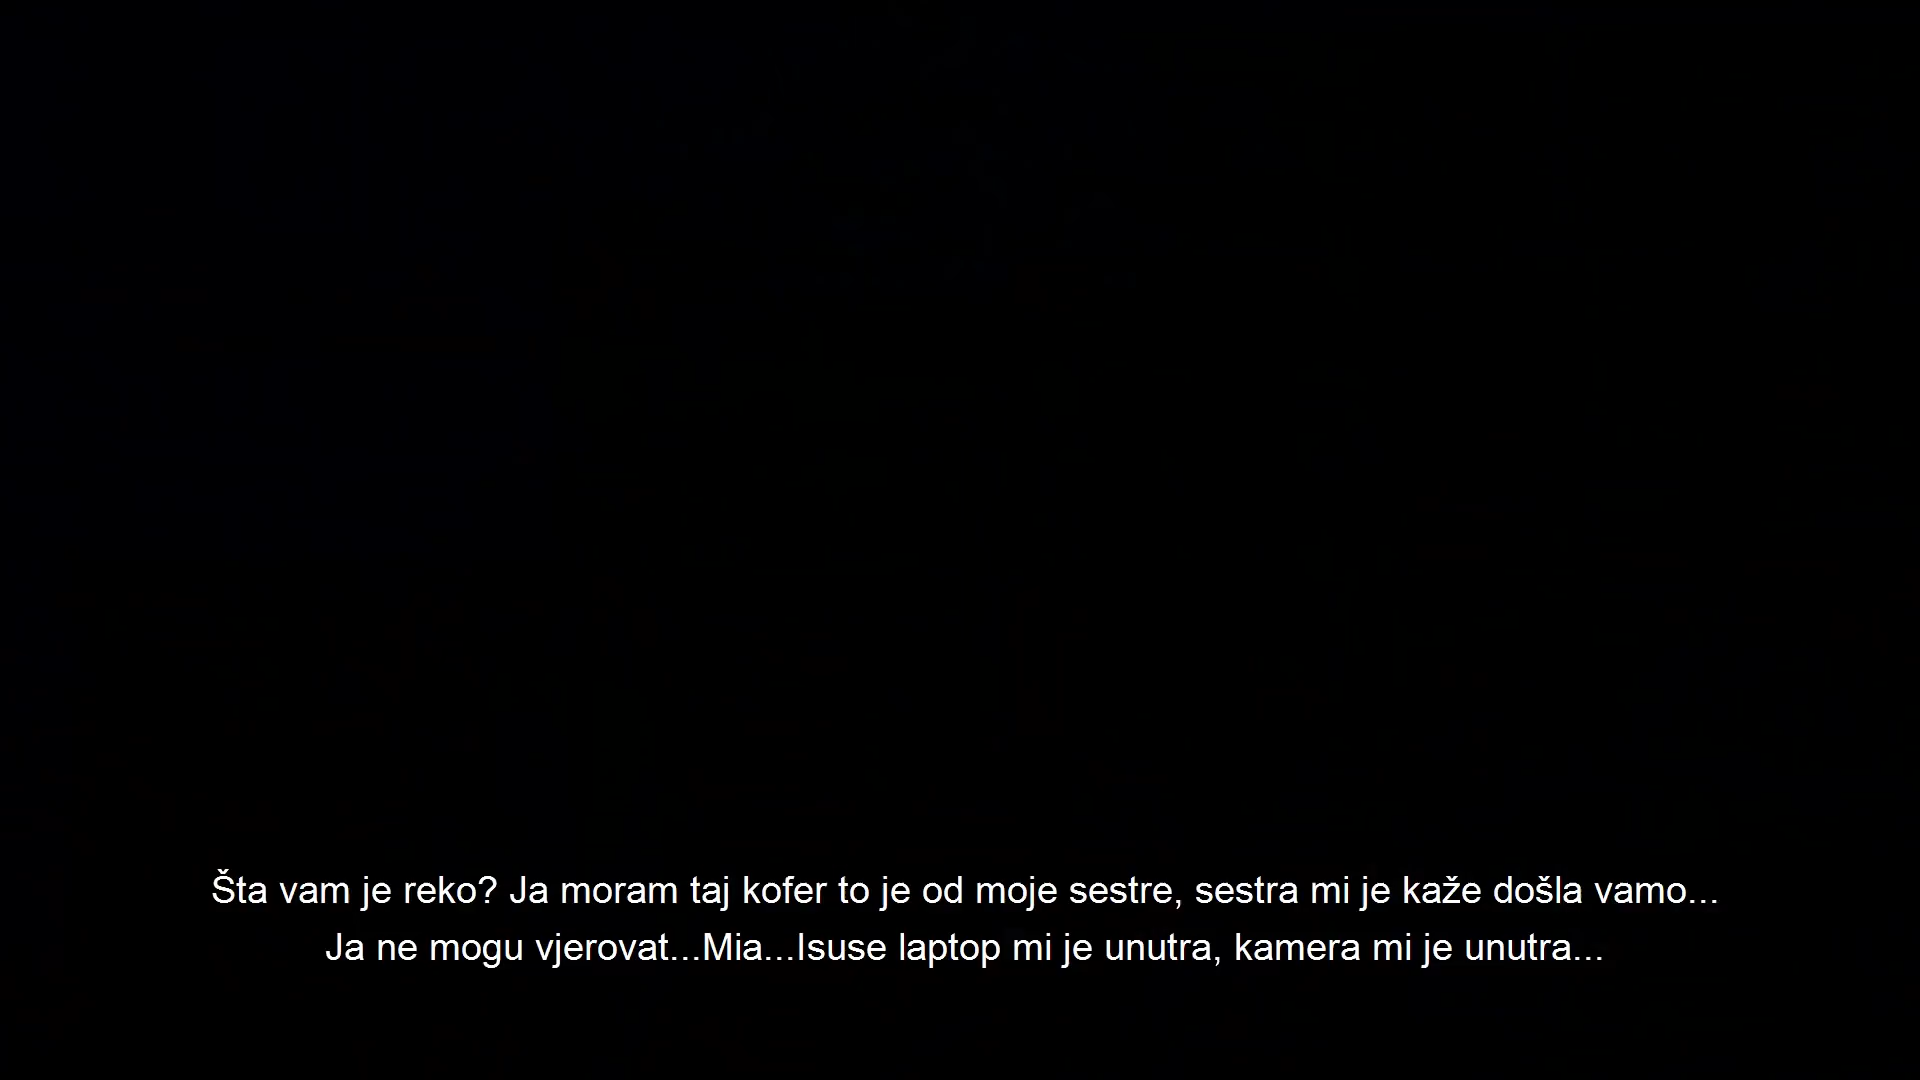 Šta vam je reko? Ja moram taj kofer to je od moje sestre, sestra mi je kaže došla vamo...
Ja ne mogu vjerovat...Mia...Isuse laptop mi je unutra, kamera mi je unutra...